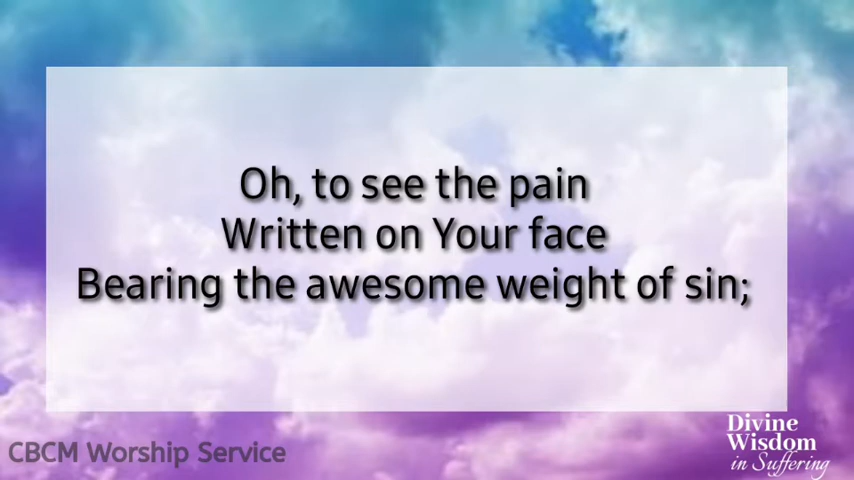 Oh, to see the pain
Written on Your face
Bearing the awesome weight of sin;
CBCM Worship Service
Divine
Wisdom
in Suffering